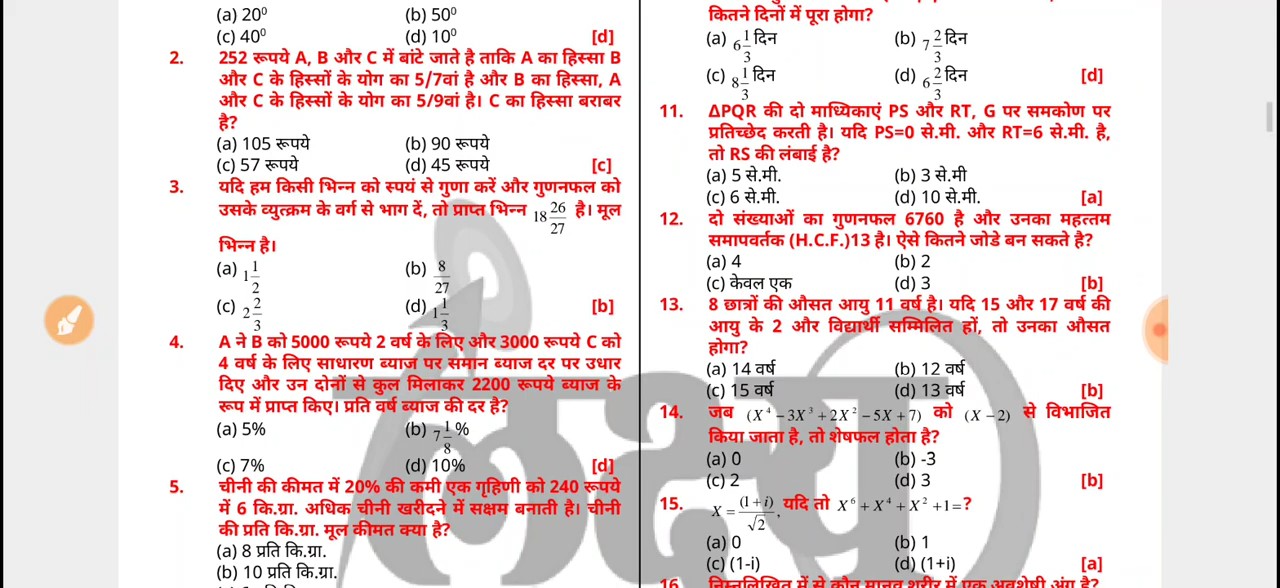 (a) 20⁰ (b) 50⁰
(c) 40⁰ (d) 10⁰ [d]
2. 252 रूपये A, B और C में बांटे जाते है ताकि A का हिस्सा B
और C के हिस्सों के योग का 5/7वां है और B का हिस्सा, A
और C के हिस्सों के योग का 5/9वां है। C का हिस्सा बराबर
है?
(a) 105 रूपये (b) 90 रूपये
(c) 57 रूपये (d) 45 रूपये [c]
3. यदि हम किसी भिन्न को स्पयं से गुणा करें और गुणनफल को
उसके व्युत्क्रम के वर्ग से भाग दें, तो प्राप्त भिन्न 18 26/27 है। मूल
भिन्न है।
(a) 1 1/2 (b) 8/27
(c) 2 2/3 (d) 1 1/3 [b]
4. A ने B को 5000 रूपये 2 वर्ष के लिए और 3000 रूपये C को
4 वर्ष के लिए साधारण ब्याज पर समान ब्याज दर पर उधार
दिए और उन दोनों से कुल मिलाकर 2200 रूपये ब्याज के
रूप में प्राप्त किए। प्रति वर्ष ब्याज की दर है?
(a) 5% (b) 7 1/8 %
(c) 7% (d) 10% [d]
5. चीनी की कीमत में 20% की कमी एक गृहिणी को 240 रूपये
में 6 कि.ग्रा. अधिक चीनी खरीदने में सक्षम बनाती है। चीनी
की प्रति कि.ग्रा. मूल कीमत क्या है?
(a) 8 प्रति कि.ग्रा.
(b) 10 प्रति कि.ग्रा.
कितने दिनों में पूरा होगा?
(a) 6 1/3 दिन (b) 7 2/3 दिन
(c) 8 1/3 दिन (d) 6 2/3 दिन [d]
11. ΔPQR की दो माध्यिकाएं PS और RT, G पर समकोण पर
प्रतिच्छेद करती है। यदि PS=0 से.मी. और RT=6 से.मी. है,
तो RS की लंबाई है?
(a) 5 से.मी. (b) 3 से.मी
(c) 6 से.मी. (d) 10 से.मी. [a]
12. दो संख्याओं का गुणनफल 6760 है और उनका महत्तम
समापवर्तक (H.C.F.)13 है। ऐसे कितने जोडे बन सकते है?
(a) 4 (b) 2
(c) केवल एक (d) 3 [b]
13. 8 छात्रों की औसत आयु 11 वर्ष है। यदि 15 और 17 वर्ष की
आयु के 2 और विद्यार्थी सम्मिलित हों, तो उनका औसत
होगा?
(a) 14 वर्ष (b) 12 वर्ष
(c) 15 वर्ष (d) 13 वर्ष [b]
14. जब (X⁴ −3X³ +2X² −5X +7) को (X −2) से विभाजित
किया जाता है, तो शेषफल होता है?
(a) 0 (b) -3
(c) 2 (d) 3 [b]
15. X = (1+i)/√2, यदि तो X⁶ + X⁴ + X² +1=?
(a) 0 (b) 1
(c) (1-i) (d) (1+i) [a]
16. निम्नलिखित में से कौन मानव शरीर में एक अवशेषी अंग है?
लक्ष्य